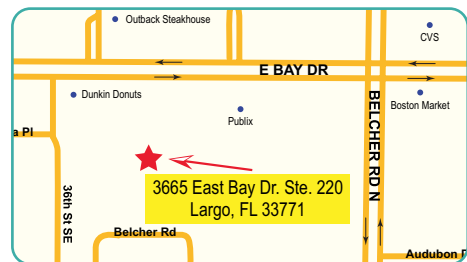 Outback Steakhouse
CVS
E BAY DR
Dunkin Donuts
Boston Market
Publix
a Pl
BELCHER RD N
3665 East Bay Dr. Ste. 220
Largo, FL 33771
36th St SE
Belcher Rd
Audubon